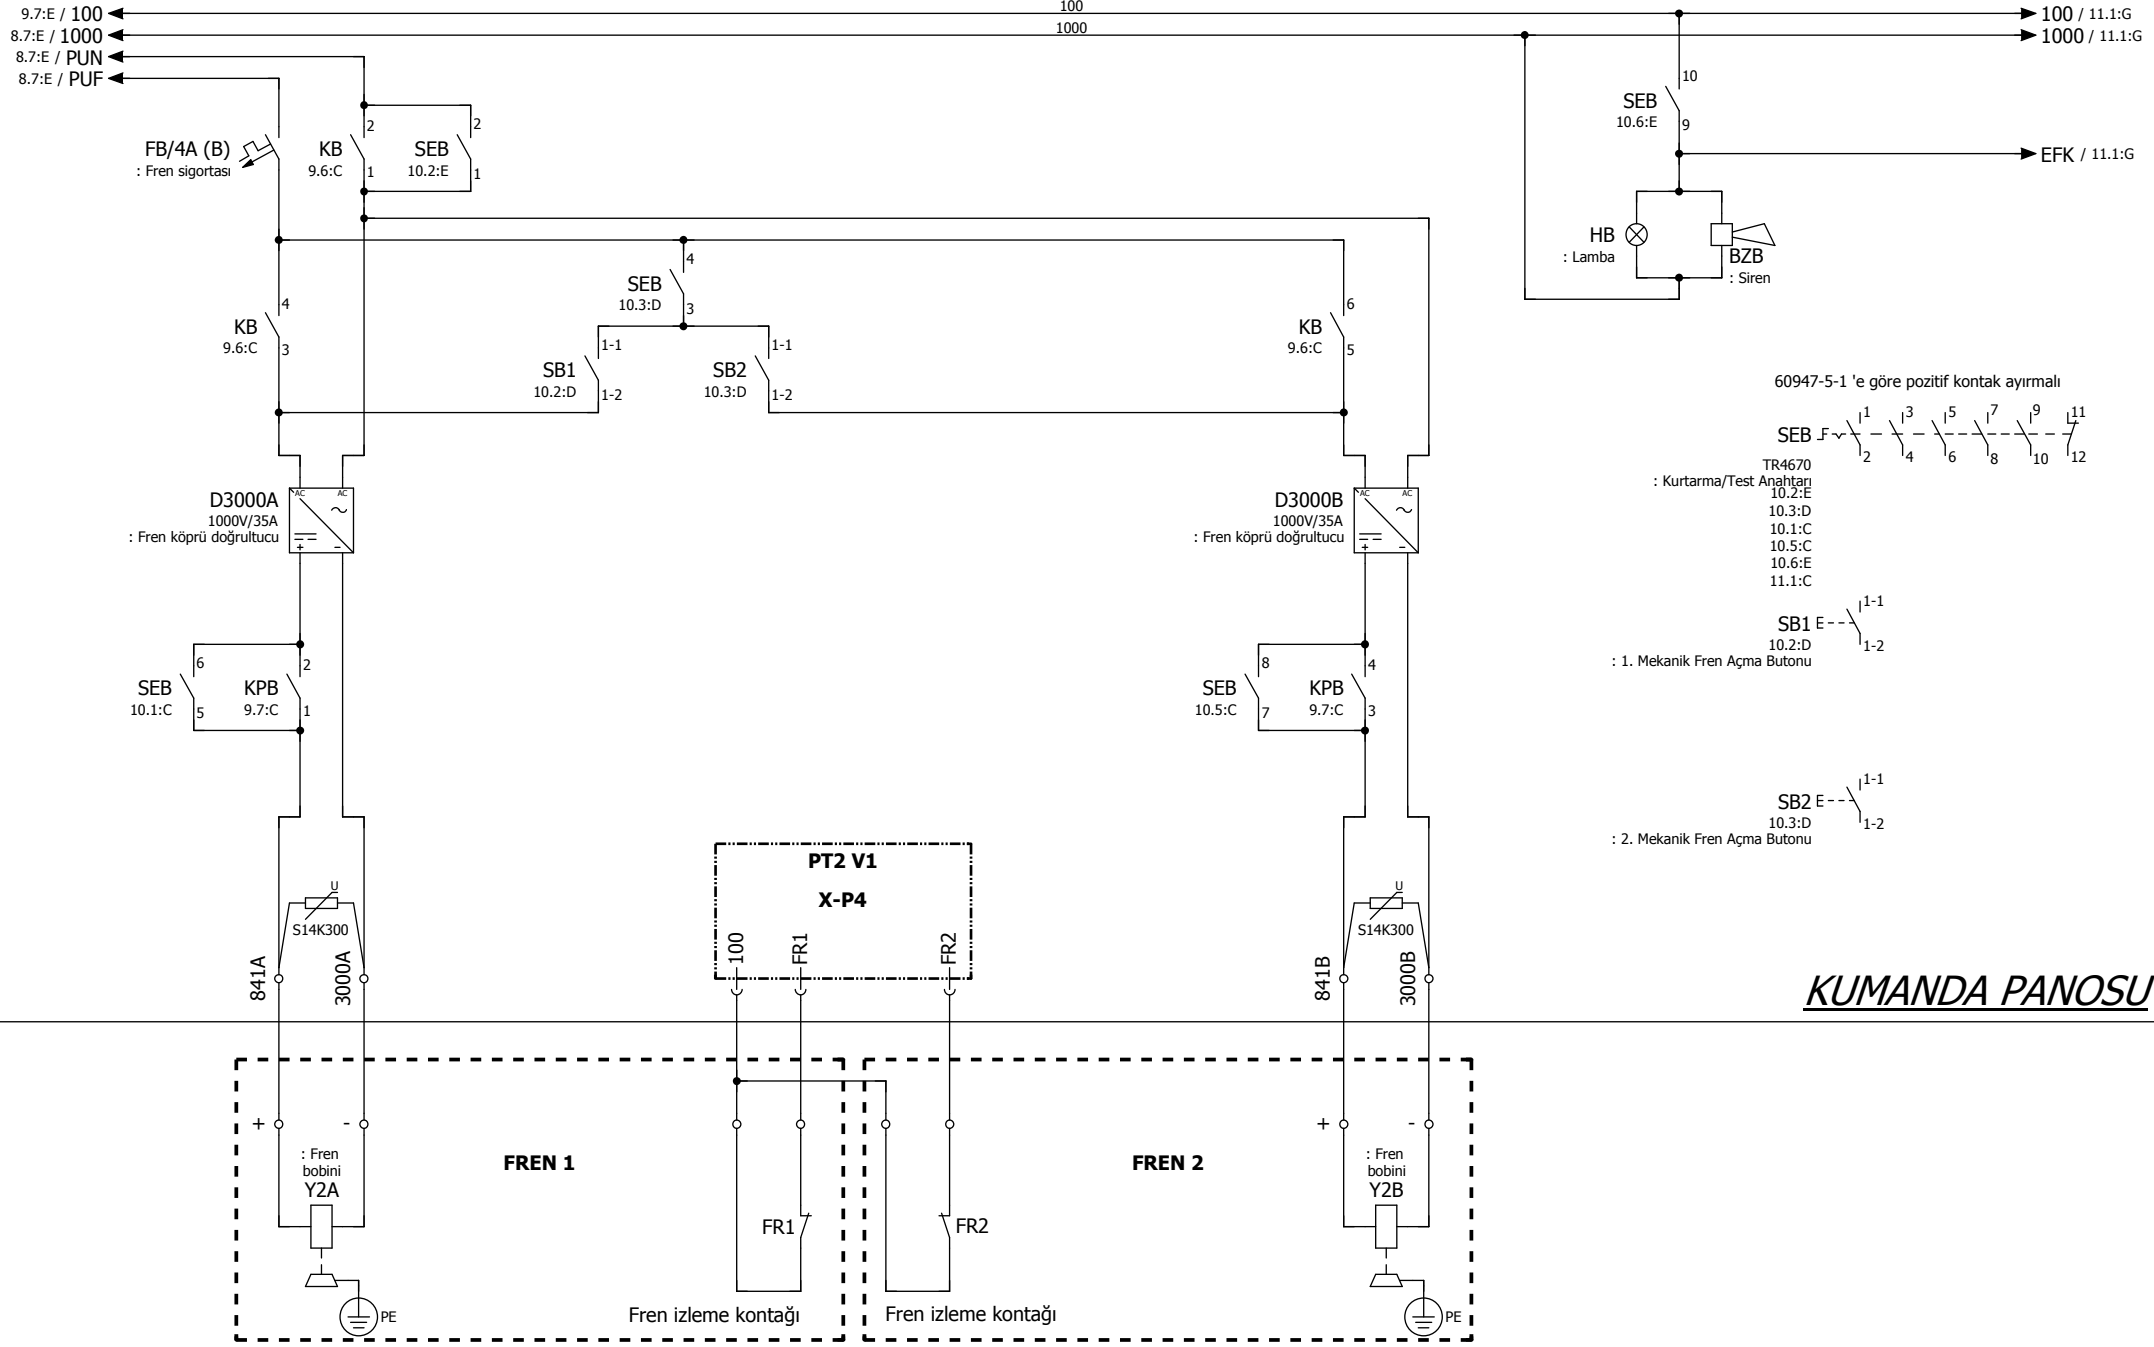 9.7:E / 100
100
100 / 11.1:G
8.7:E / 1000
1000
1000 / 11.1:G
8.7:E / PUN
8.7:E / PUF
FB/4A (B)
: Fren sigortası
2
KB
9.6:C
1
2
SEB
10.2:E
1
10
SEB
10.6:E
9
EFK / 11.1:G
HB
: Lamba
BZB
: Siren
4
KB
9.6:C
3
4
SEB
10.3:D
3
1-1
SB1
10.2:D
1-2
1-1
SB2
10.3:D
1-2
6
KB
9.6:C
5
60947-5-1 'e göre pozitif kontak ayırmalı
1 3 5 7 9 11
SEB
2 4 6 8 10 12
TR4670
: Kurtarma/Test Anahtarı
10.2:E
10.3:D
10.1:C
10.5:C
10.6:E
11.1:C
AC AC
D3000A
1000V/35A
: Fren köprü doğrultucu
+ -
AC AC
D3000B
1000V/35A
: Fren köprü doğrultucu
+ -
1-1
SB1 E
10.2:D
1-2
: 1. Mekanik Fren Açma Butonu
6
SEB
10.1:C
5
2
KPB
9.7:C
1
8
SEB
10.5:C
7
4
KPB
9.7:C
3
1-1
SB2 E
10.3:D
1-2
: 2. Mekanik Fren Açma Butonu
U
S14K300
841A
3000A
PT2 V1
X-P4
100
FR1
FR2
U
S14K300
841B
3000B
KUMANDA PANOSU
+ -
: Fren
bobini
Y2A
PE
FREN 1
FR1
Fren izleme kontağı
FREN 2
FR2
Fren izleme kontağı
+ -
: Fren
bobini
Y2B
PE